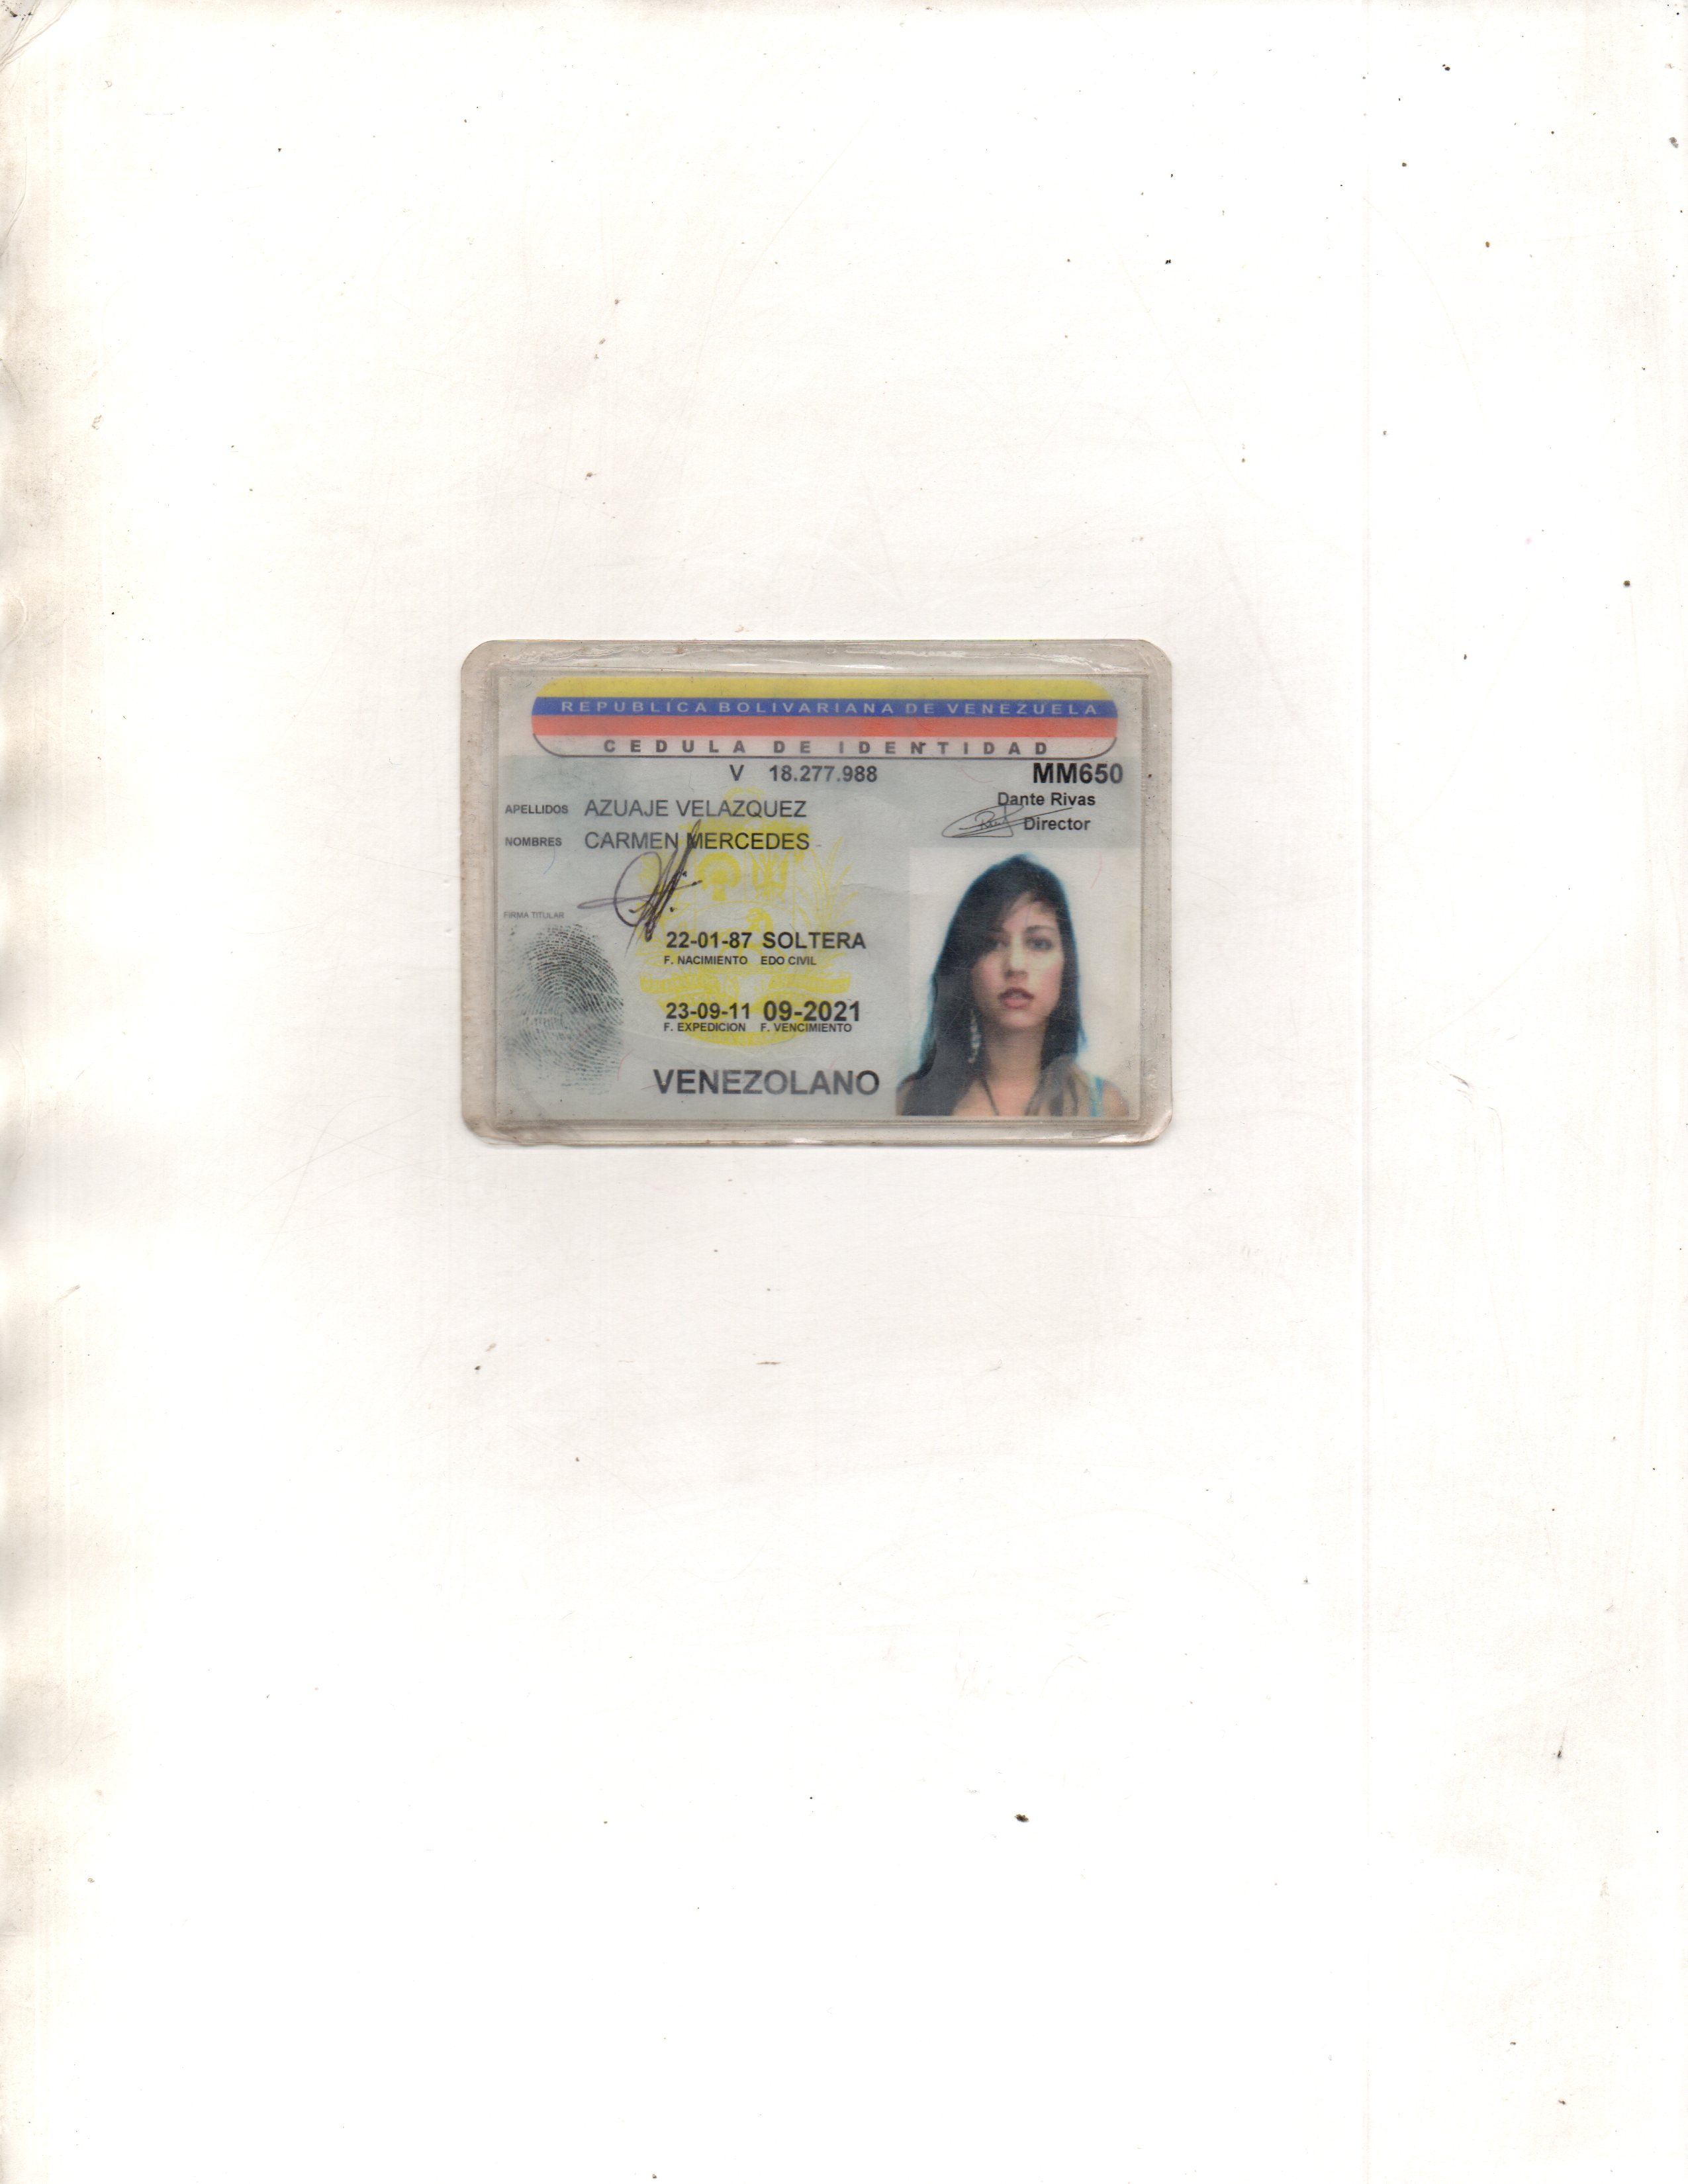 REPUBLICA BOLIVARIANA DE VENEZUELA
CEDULA DE IDENTIDAD
V 18.277.988
MM650
Dante Rivas
Director
APELLIDOS AZUAJE VELAZQUEZ
NOMBRES CARMEN MERCEDES
FIRMA TITULAR
22-01-87 SOLTERA
F. NACIMIENTO EDO CIVIL
23-09-11 09-2021
F. EXPEDICION F. VENCIMIENTO
VENEZOLANO